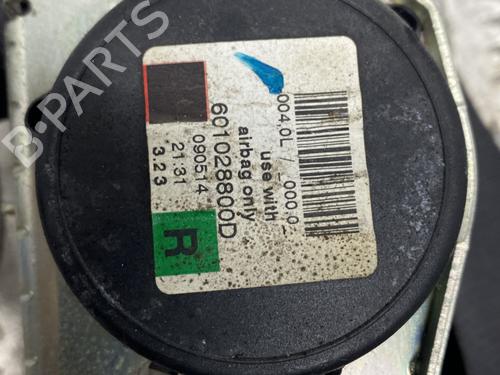 B-PARTS
004,0L / -000,0-
use with
airbag only
601028800D
090514
21:31
3.23
R